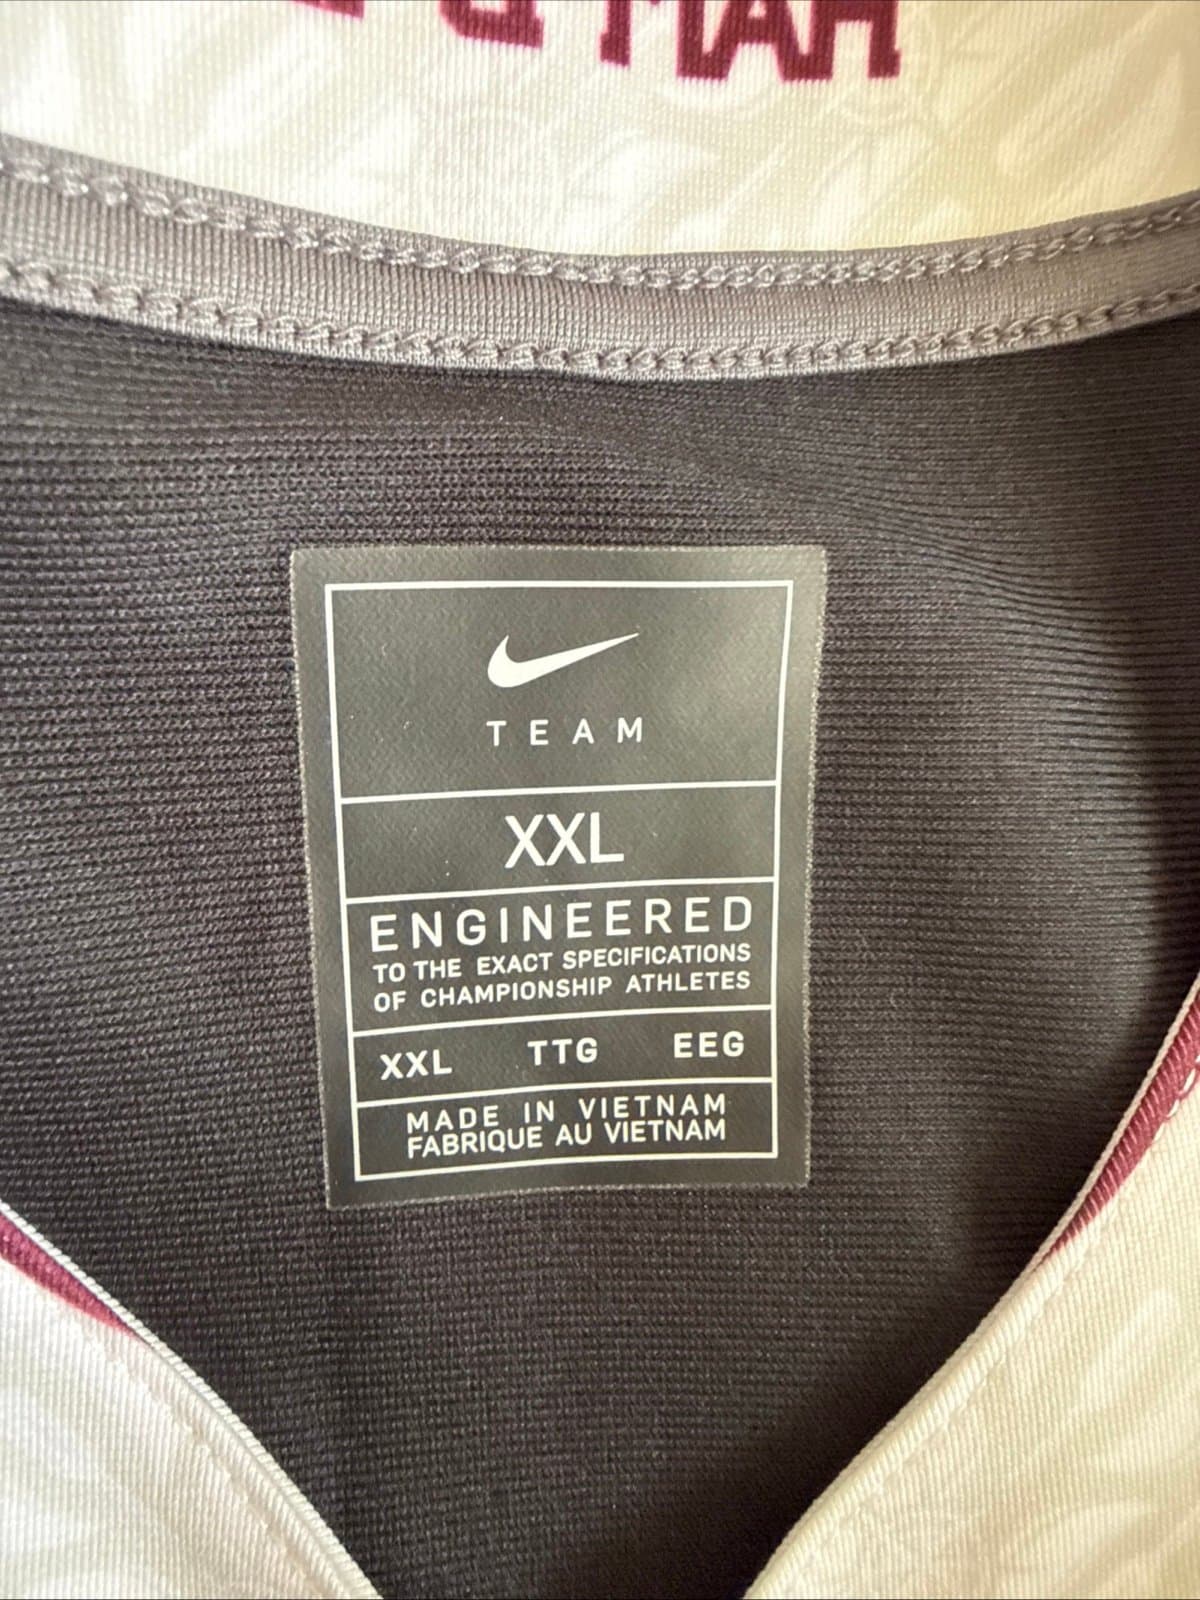 TEAM
XXL
ENGINEERED
TO THE EXACT SPECIFICATIONS
OF CHAMPIONSHIP ATHLETES
XXL TTG EEG
MADE IN VIETNAM
FABRIQUE AU VIETNAM